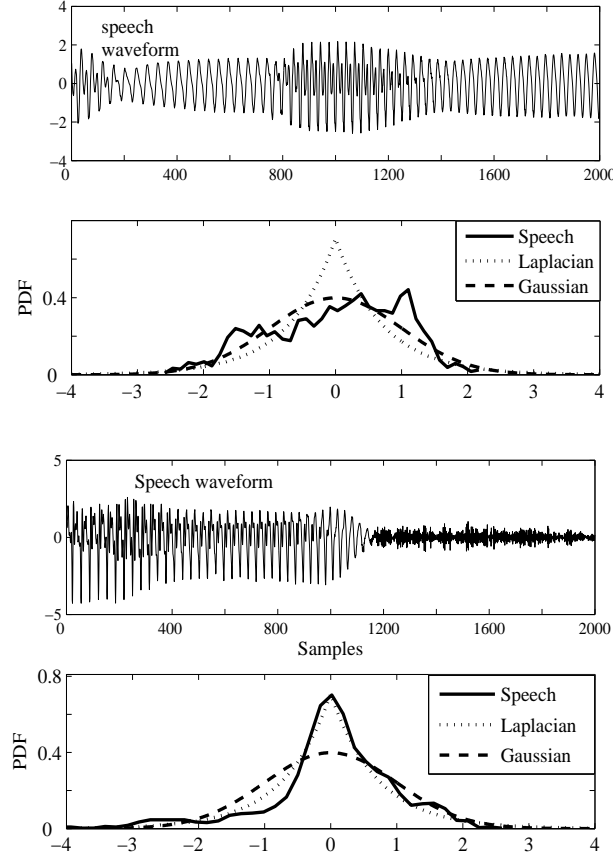 4
speech
waveform
2
0
−2
−4
0 400 800 1200 1600 2000
PDF
0.4
0
Speech
Laplacian
Gaussian
−4 −3 −2 −1 0 1 2 3 4
5
Speech waveform
0
−5
0 400 800 1200 1600 2000
Samples
0.8
PDF
0.4
0
Speech
Laplacian
Gaussian
−4 −3 −2 −1 0 1 2 3 4